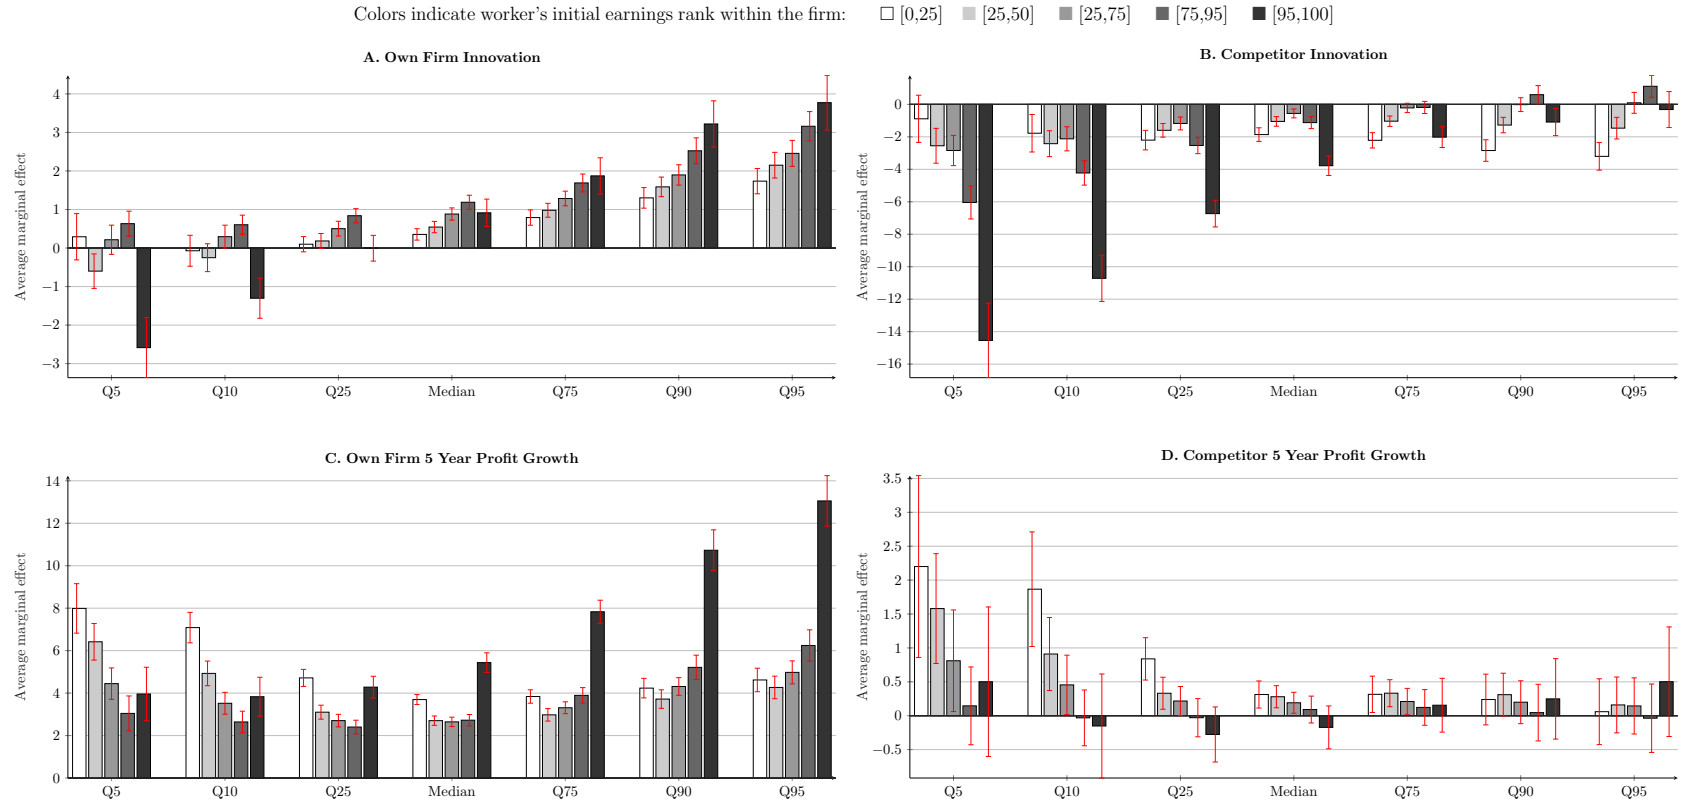 Colors indicate worker's initial earnings rank within the firm: [0,25] [25,50] [25,75] [75,95] [95,100]
A. Own Firm Innovation
Average marginal effect
4
3
2
1
0
−1
−2
−3
Q5 Q10 Q25 Median Q75 Q90 Q95
B. Competitor Innovation
Average marginal effect
0
−2
−4
−6
−8
−10
−12
−14
−16
Q5 Q10 Q25 Median Q75 Q90 Q95
C. Own Firm 5 Year Profit Growth
Average marginal effect
14
12
10
8
6
4
2
0
Q5 Q10 Q25 Median Q75 Q90 Q95
D. Competitor 5 Year Profit Growth
Average marginal effect
3.5
3
2.5
2
1.5
1
0.5
0
−0.5
Q5 Q10 Q25 Median Q75 Q90 Q95